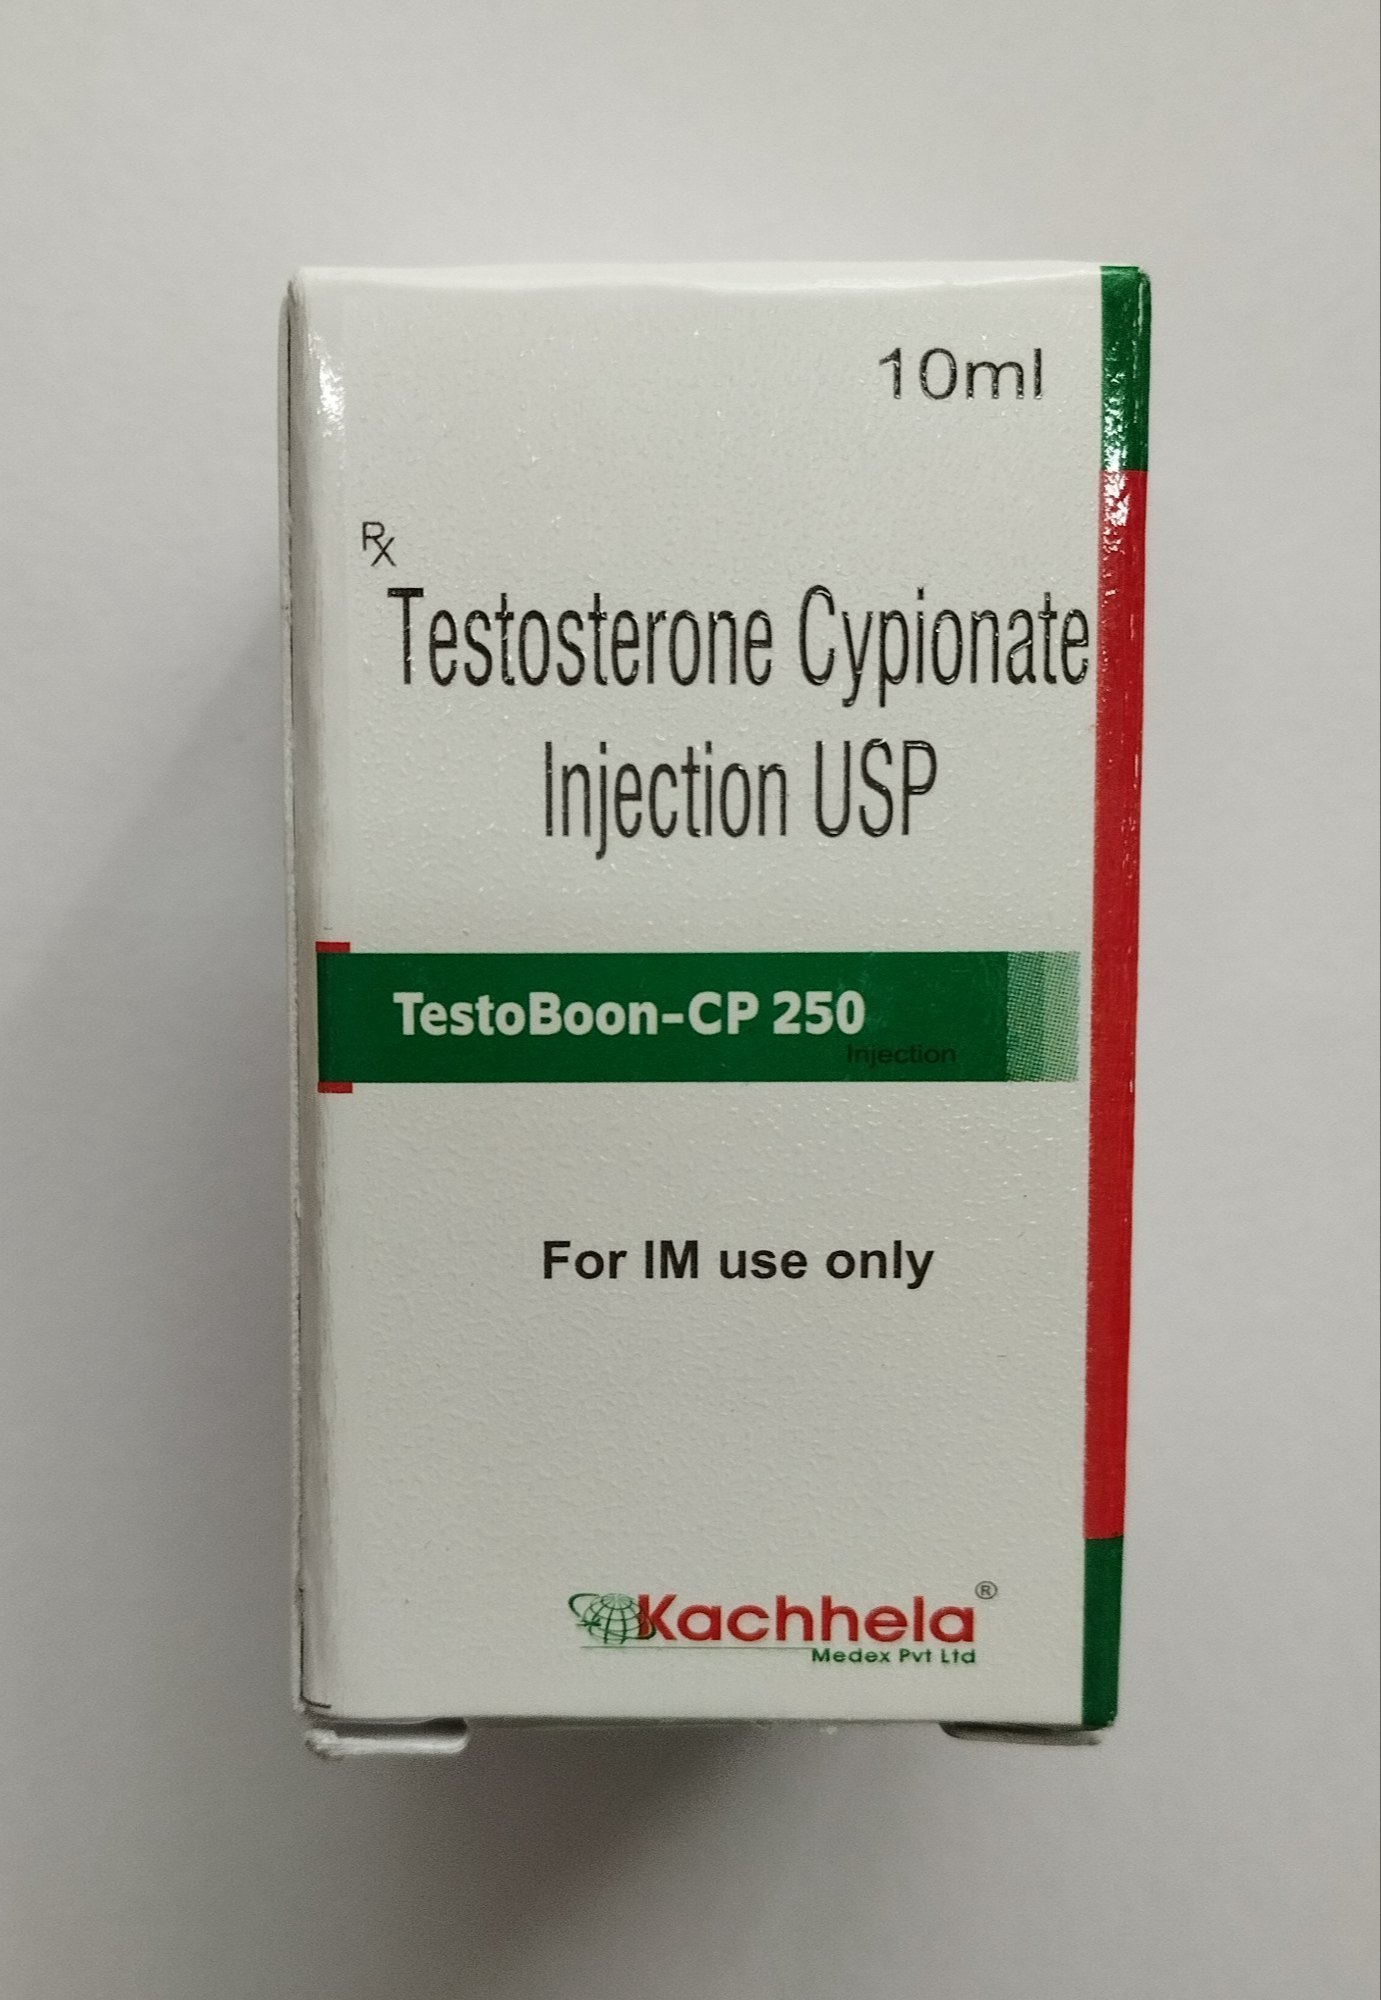 10ml
Rx
Testosterone Cypionate
Injection USP
TestoBoon-CP 250
Injection
For IM use only
Kachhela®
Medex Pvt Ltd